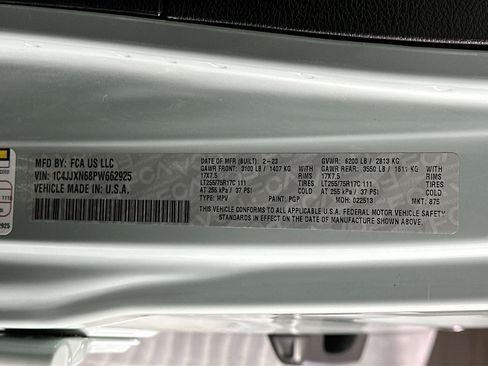 MFD BY: FCA US LLC
VIN: 1C4JJXN68PW662925
VEHICLE MADE IN U.S.A.
DATE OF MFR (BUILT): 2-23 GVWR: 6200 LB / 2813 KG
GAWR FRONT: 3100 LB / 1407 KG WITH GAWR REAR: 3550 LB / 1611 KG WITH
17X7.5 RIMS 17X7.5 RIMS
LT255/75R17C 111 TIRES LT255/75R17C 111 TIRES
AT 255 kPa / 37 PSI AT 255 kPa / 37 PSI
TYPE: MPV PAINT: PGP MDH: 022513 MKT: 875
THIS VEHICLE CONFORMS TO ALL APPLICABLE U.S.A. FEDERAL MOTOR VEHICLE SAFETY
STANDARDS IN EFFECT ON THE DATE OF MANUFACTURE SHOWN ABOVE.
2925